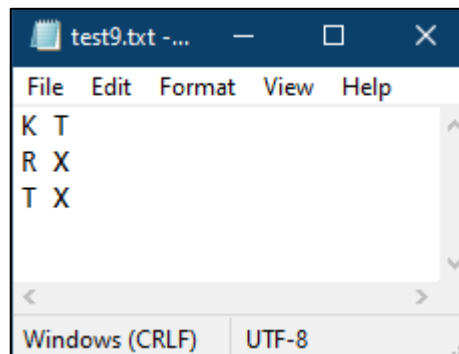 test9.txt -...
File Edit Format View Help
K T
R X
T X
Windows (CRLF) UTF-8